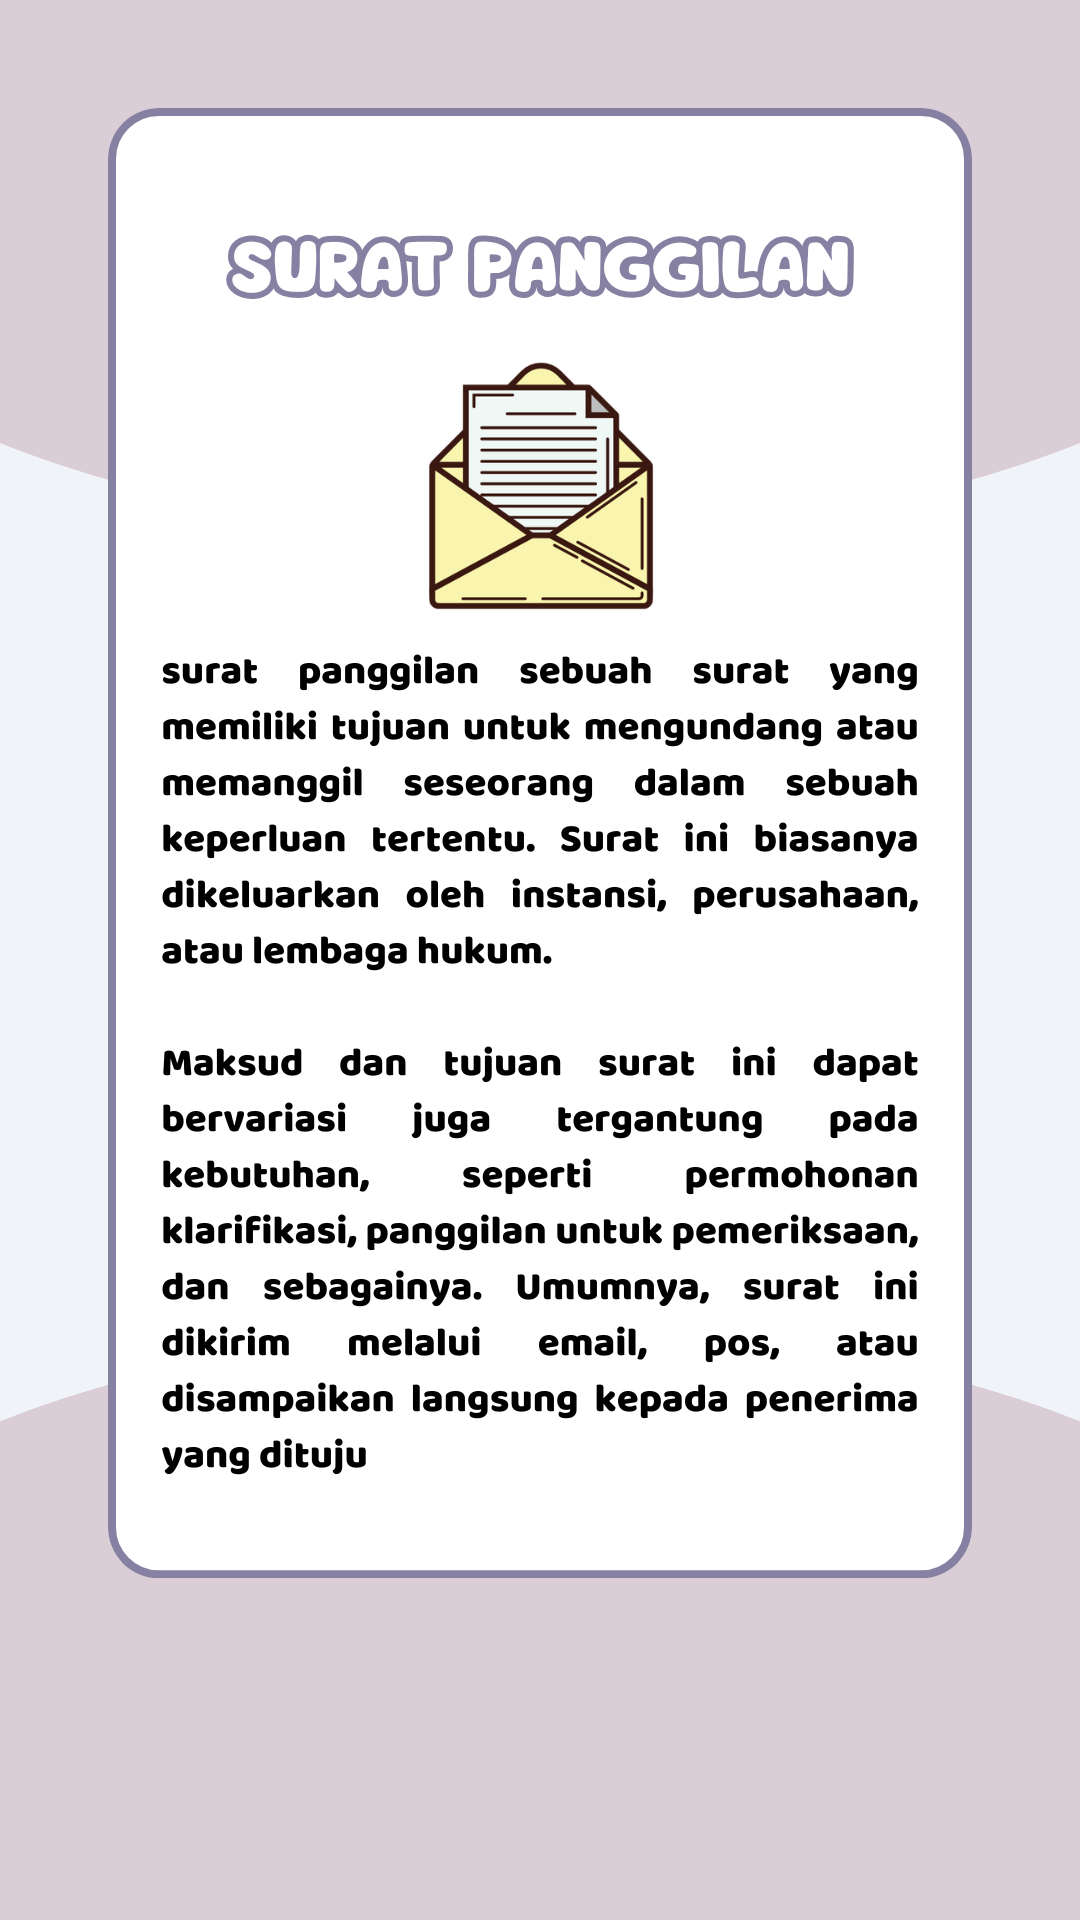 SURAT PANGGILAN
surat panggilan sebuah surat yang
memiliki tujuan untuk mengundang atau
memanggil seseorang dalam sebuah
keperluan tertentu. Surat ini biasanya
dikeluarkan oleh instansi, perusahaan,
atau lembaga hukum.
Maksud dan tujuan surat ini dapat
bervariasi juga tergantung pada
kebutuhan, seperti permohonan
klarifikasi, panggilan untuk pemeriksaan,
dan sebagainya. Umumnya, surat ini
dikirim melalui email, pos, atau
disampaikan langsung kepada penerima
yang dituju